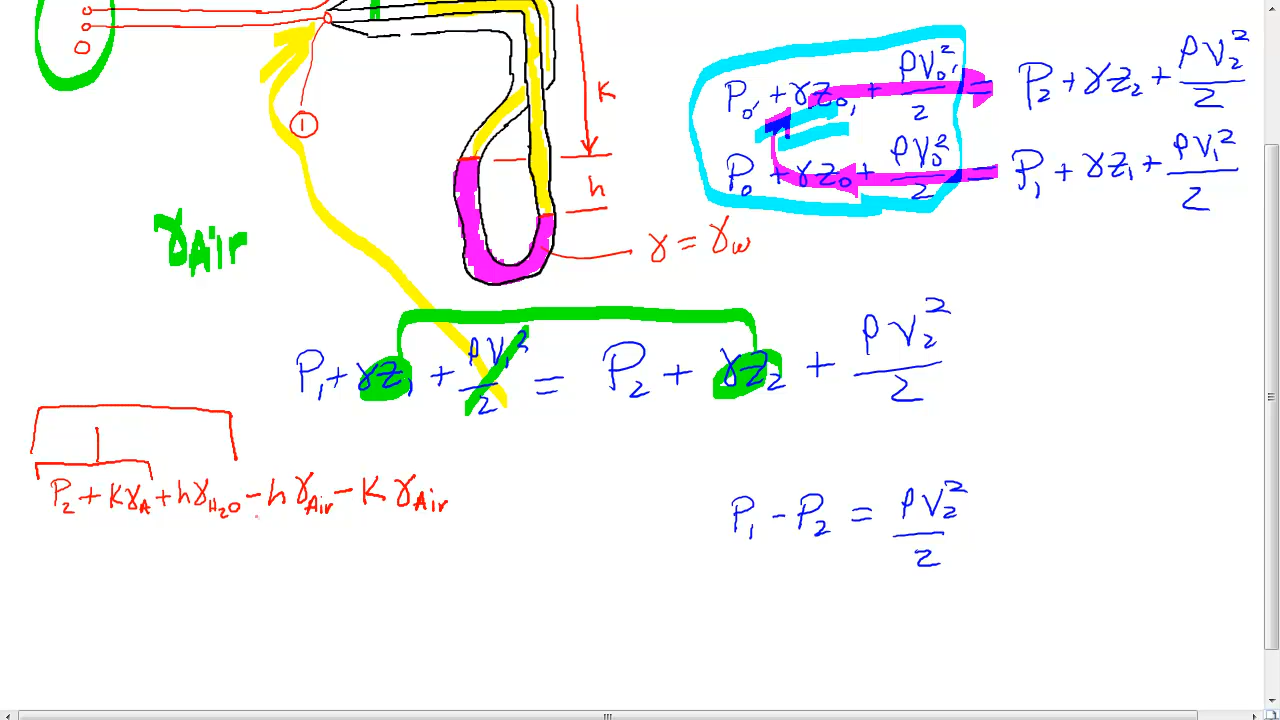 K
①
P₀' + γz₀' + ρV₀'²/2 = P₂ + γz₂ + ρV₂²/2
h
P₀ + γz₀ + ρV₀²/2 = P₁ + γz₁ + ρV₁²/2
γAir
γ = γw
P₁ + γz₁ + ρV₁²/2 = P₂ + γz₂ + ρV₂²/2
P₂ + KγA + hγH₂O - hγAir - KγAir
P₁ - P₂ = ρV₂²/2